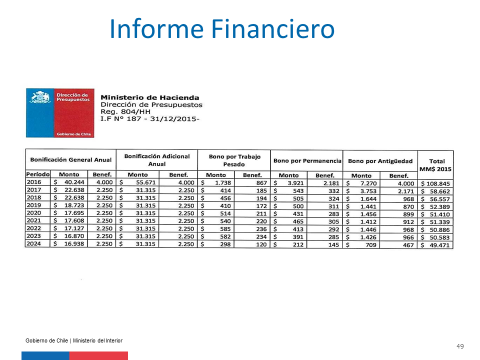 Informe Financiero
Dirección de
Presupuestos
Gobierno de Chile
Ministerio de Hacienda
Dirección de Presupuestos
Reg. 804/HH
I.F N° 187 - 31/12/2015-
Bonificación General Anual Bonificación Adicional Anual Bono por Trabajo Pesado Bono por Permanencia Bono por Antigüedad Total MM$ 2015
Período Monto Benef. Monto Benef. Monto Benef. Monto Benef. Monto Benef.
2016 $ 40.244 4.000 $ 55.671 4.000 $ 1.738 867 $ 3.921 2.181 $ 7.270 4.000 $ 108.845
2017 $ 22.638 2.250 $ 31.315 2.250 $ 414 185 $ 543 332 $ 3.753 2.171 $ 58.662
2018 $ 22.638 2.250 $ 31.315 2.250 $ 456 194 $ 505 324 $ 1.644 968 $ 56.557
2019 $ 18.723 2.250 $ 31.315 2.250 $ 410 172 $ 500 311 $ 1.441 870 $ 52.389
2020 $ 17.695 2.250 $ 31.315 2.250 $ 514 211 $ 431 283 $ 1.456 899 $ 51.410
2021 $ 17.608 2.250 $ 31.315 2.250 $ 540 220 $ 465 305 $ 1.412 912 $ 51.339
2022 $ 17.127 2.250 $ 31.315 2.250 $ 585 236 $ 413 292 $ 1.446 968 $ 50.886
2023 $ 16.870 2.250 $ 31.315 2.250 $ 582 234 $ 391 285 $ 1.426 966 $ 50.583
2024 $ 16.938 2.250 $ 31.315 2.250 $ 298 120 $ 212 145 $ 709 467 $ 49.471
Gobierno de Chile | Ministerio del Interior
49